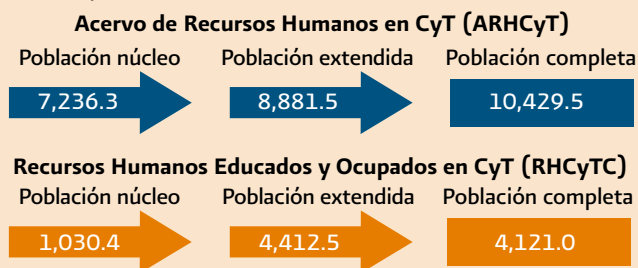 Acervo de Recursos Humanos en CyT (ARHCyT)
Población núcleo Población extendida Población completa
7,236.3 8,881.5 10,429.5
Recursos Humanos Educados y Ocupados en CyT (RHCyTC)
Población núcleo Población extendida Población completa
1,030.4 4,412.5 4,121.0